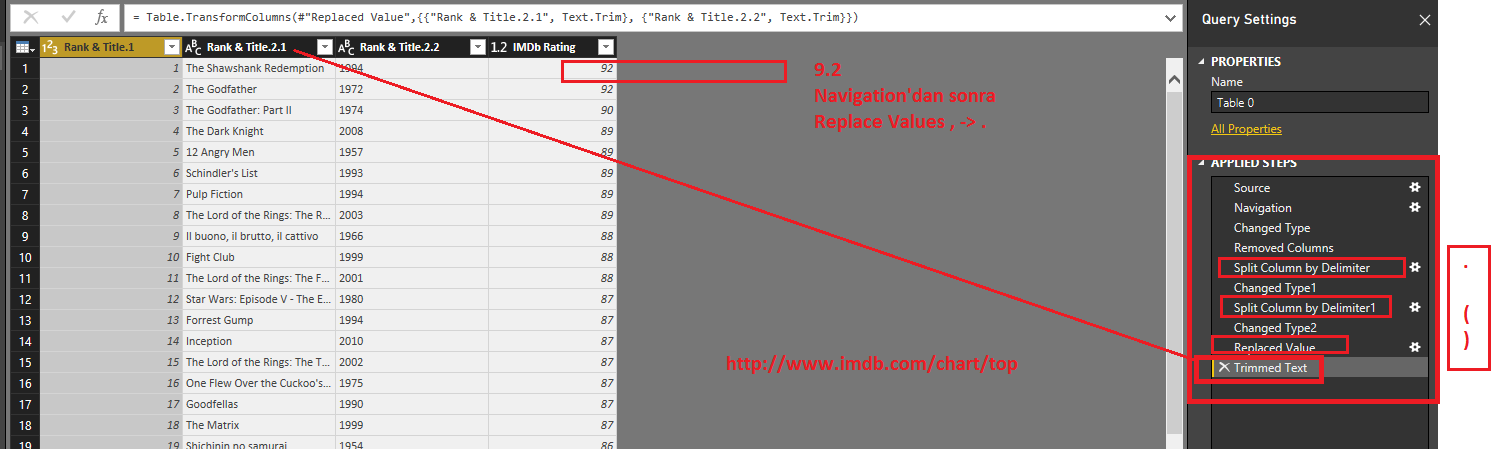 = Table.TransformColumns(#"Replaced Value",{{"Rank & Title.2.1", Text.Trim}, {"Rank & Title.2.2", Text.Trim}})
Query Settings
1 2 3 Rank & Title.1 A B C Rank & Title.2.1 A B C Rank & Title.2.2 1.2 IMDb Rating
1 1 The Shawshank Redemption 1994 92
2 2 The Godfather 1972 92
3 3 The Godfather: Part II 1974 90
4 4 The Dark Knight 2008 89
5 5 12 Angry Men 1957 89
6 6 Schindler's List 1993 89
7 7 Pulp Fiction 1994 89
8 8 The Lord of the Rings: The R... 2003 89
9 9 Il buono, il brutto, il cattivo 1966 88
10 10 Fight Club 1999 88
11 11 The Lord of the Rings: The F... 2001 88
12 12 Star Wars: Episode V - The E... 1980 87
13 13 Forrest Gump 1994 87
14 14 Inception 2010 87
15 15 The Lord of the Rings: The T... 2002 87
16 16 One Flew Over the Cuckoo's... 1975 87
17 17 Goodfellas 1990 87
18 18 The Matrix 1999 87
19 19 Shichinin no samurai 1954 86
9.2
Navigation'dan sonra
Replace Values , -> .
http://www.imdb.com/chart/top
PROPERTIES
Name
Table 0
All Properties
APPLIED STEPS
Source
Navigation
Changed Type
Removed Columns
Split Column by Delimiter
Changed Type1
Split Column by Delimiter1
Changed Type2
Replaced Value
Trimmed Text
.
(
)